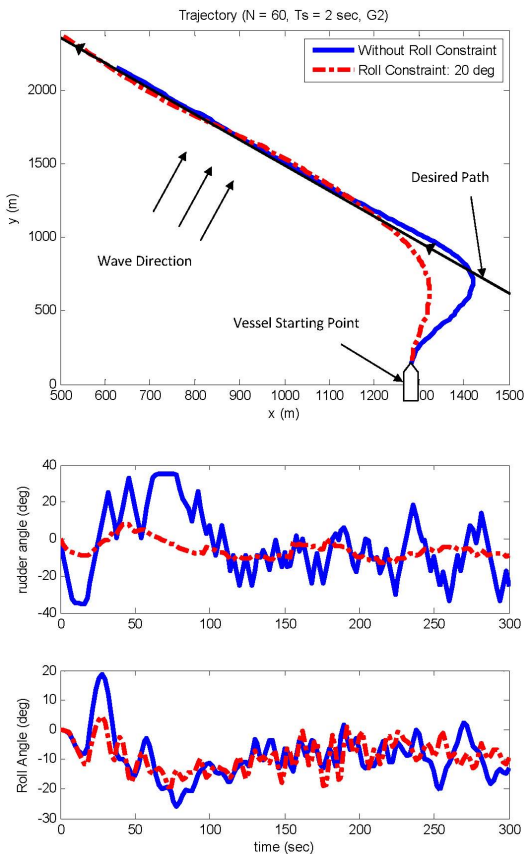 Trajectory (N = 60, Ts = 2 sec, G2)
Without Roll Constraint
Roll Constraint: 20 deg
2000
1500
1000
500
0
y (m)
Desired Path
Wave Direction
Vessel Starting Point
500 600 700 800 900 1000 1100 1200 1300 1400 1500
x (m)
40
20
0
-20
-40
rudder angle (deg)
0 50 100 150 200 250 300
20
10
0
-10
-20
-30
Roll Angle (deg)
0 50 100 150 200 250 300
time (sec)